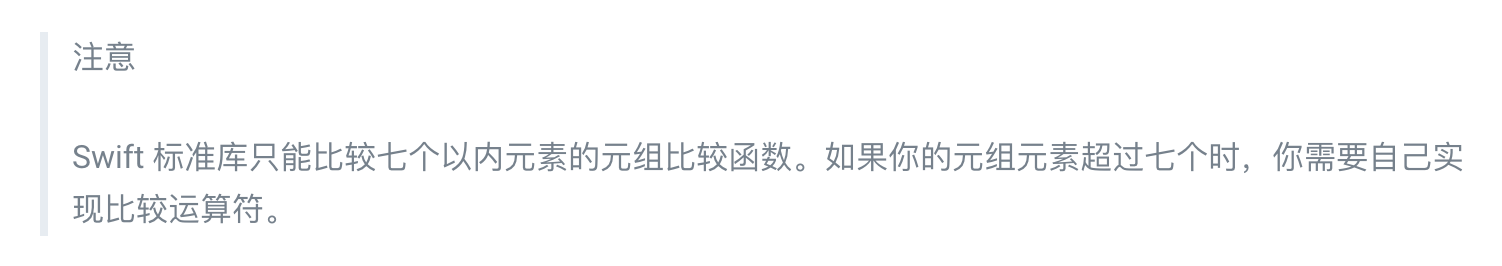 注意
Swift 标准库只能比较七个以内元素的元组比较函数。如果你的元组元素超过七个时，你需要自己实
现比较运算符。